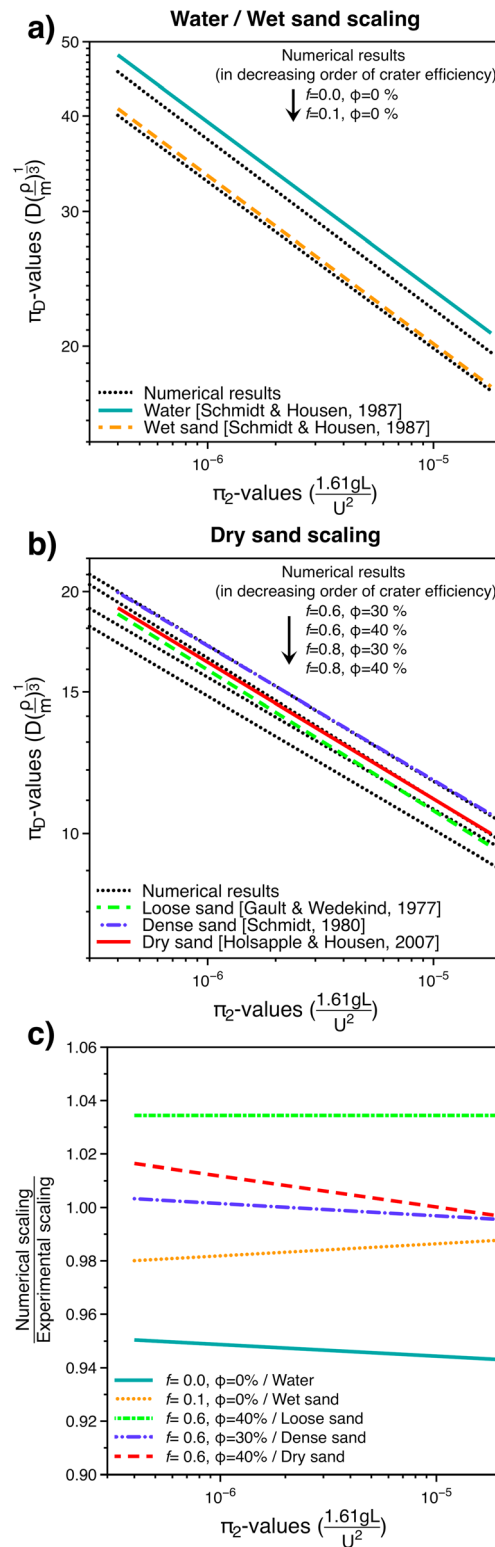 a)
Water / Wet sand scaling
50
40
30
20
πD-values (D(ρ/m)^1/3)
Numerical results
(in decreasing order of crater efficiency)
f=0.0, ϕ=0 %
f=0.1, ϕ=0 %
Numerical results
Water [Schmidt & Housen, 1987]
Wet sand [Schmidt & Housen, 1987]
10⁻⁶ 10⁻⁵
π₂-values (1.61gL/U²)
b)
Dry sand scaling
20
15
10
πD-values (D(ρ/m)^1/3)
Numerical results
(in decreasing order of crater efficiency)
f=0.6, ϕ=30 %
f=0.6, ϕ=40 %
f=0.8, ϕ=30 %
f=0.8, ϕ=40 %
Numerical results
Loose sand [Gault & Wedekind, 1977]
Dense sand [Schmidt, 1980]
Dry sand [Holsapple & Housen, 2007]
10⁻⁶ 10⁻⁵
π₂-values (1.61gL/U²)
c)
1.06
1.04
1.02
1.00
0.98
0.96
0.94
0.92
0.90
Numerical scaling
Experimental scaling
f= 0.0, ϕ=0% / Water
f= 0.1, ϕ=0% / Wet sand
f= 0.6, ϕ=40% / Loose sand
f= 0.6, ϕ=30% / Dense sand
f= 0.6, ϕ=40% / Dry sand
10⁻⁶ 10⁻⁵
π₂-values (1.61gL/U²)